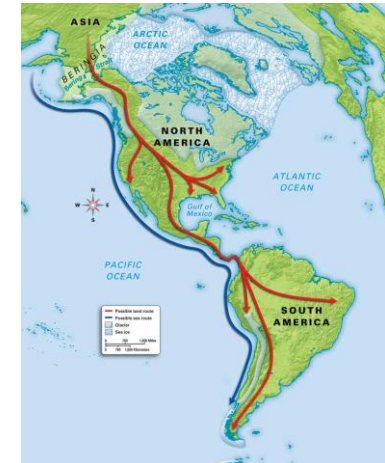 ASIA
ARCTIC
OCEAN
BERINGIA
Bering Strait
NORTH
AMERICA
ATLANTIC
OCEAN
Gulf of
Mexico
N
W E
S
PACIFIC
OCEAN
Possible land route
Possible sea route
Glacier
Sea ice
SOUTH
AMERICA